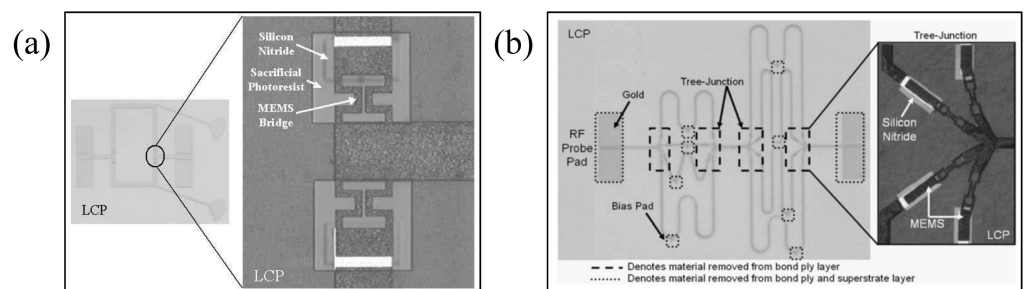 (a)
Silicon
Nitride
Sacrificial
Photoresist
MEMS
Bridge
LCP
LCP
(b)
LCP
Tree-Junction
Gold
RF
Probe
Pad
Bias Pad
Tree-Junction
Silicon
Nitride
MEMS
LCP
Denotes material removed from bond ply layer
Denotes material removed from bond ply and superstrate layer